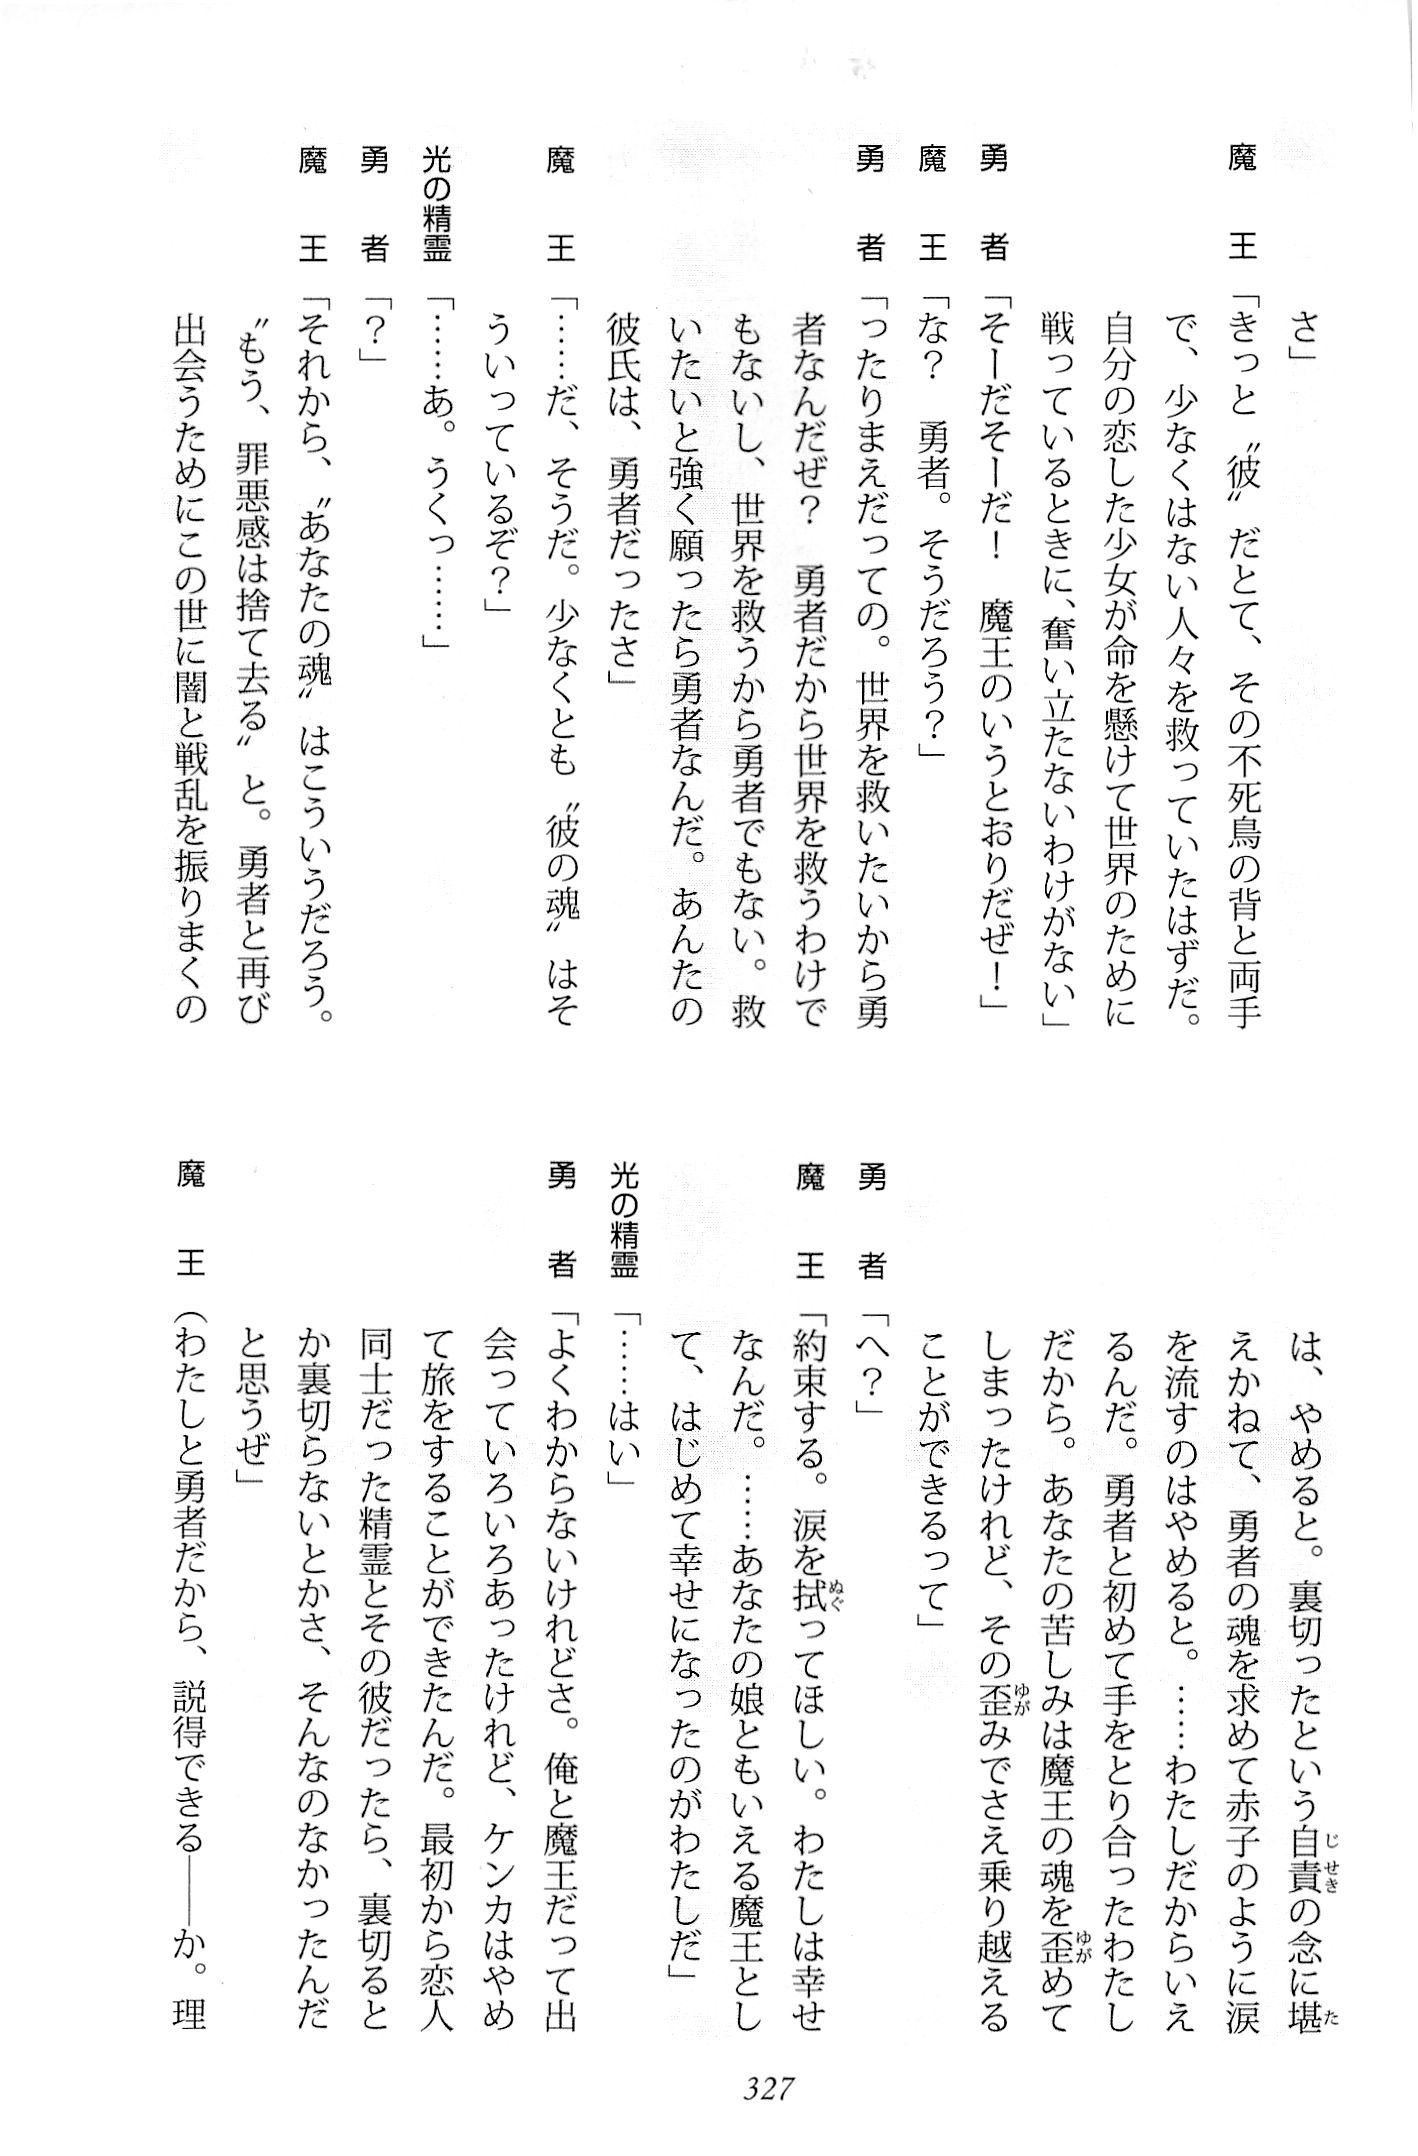 さ」
魔王「きっと〝彼〟だとて、その不死鳥の背と両手
で、少なくはない人々を救っていたはずだ。
自分の恋した少女が命を懸けて世界のために
戦っているときに、奮い立たないわけがない」
勇者「そーだそーだ！　魔王のいうとおりだぜ！」
魔王「な？　勇者。そうだろう？」
勇者「ったりまえだっての。世界を救いたいから勇
者なんだぜ？　勇者だから世界を救うわけで
もないし、世界を救うから勇者でもない。救
いたいと強く願ったら勇者なんだ。あんたの
彼氏は、勇者だったさ」
魔王「……だ、そうだ。少なくとも〝彼の魂〟はそ
ういっているぞ？」
光の精霊「……あ。うくっ……」
勇者「？」
魔王「それから、〝あなたの魂〟はこういうだろう。
〝もう、罪悪感は捨て去る〟と。勇者と再び
出会うためにこの世に闇と戦乱を振りまくの
は、やめると。裏切ったという自責の念に堪
えかねて、勇者の魂を求めて赤子のように涙
を流すのはやめると。……わたしだからいえ
るんだ。勇者と初めて手をとり合ったわたし
だから。あなたの苦しみは魔王の魂を歪めて
しまったけれど、その歪みでさえ乗り越える
ことができるって」
勇者「へ？」
魔王「約束する。涙を拭ってほしい。わたしは幸せ
なんだ。……あなたの娘ともいえる魔王とし
て、はじめて幸せになったのがわたしだ」
光の精霊「……はい」
勇者「よくわからないけれどさ。俺と魔王だって出
会っていろいろあったけれど、ケンカはやめ
て旅をすることができたんだ。最初から恋人
同士だった精霊とその彼だったら、裏切ると
か裏切らないとかさ、そんなのなかったんだ
と思うぜ」
魔王（わたしと勇者だから、説得できる――か。理
327